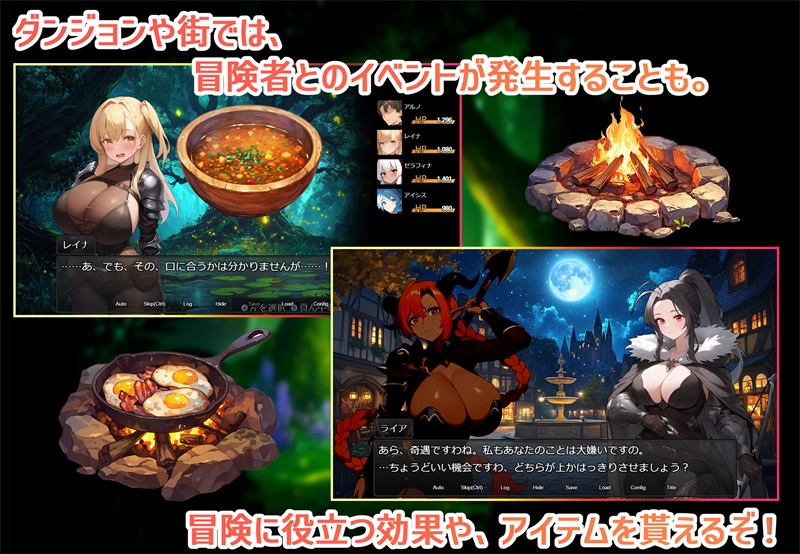 ダンジョンや街では、
冒険者とのイベントが発生することも。
アルノ
HP 1,296
レイナ
HP 1,080
セラフィナ
HP 1,401
アイシス
HP 980
レイナ
……あ、でも、その、口に合うかは分かりませんが……！
Auto Skip(Ctrl) Log Hide Load Config
ライア
あら、奇遇ですわね。私もあなたのことは大嫌いですの。
…ちょうどいい機会ですわ、どちらが上かはっきりさせましょう？
Auto Skip(Ctrl) Log Hide Save Load Config Title
冒険に役立つ効果や、アイテムを貰えるぞ！